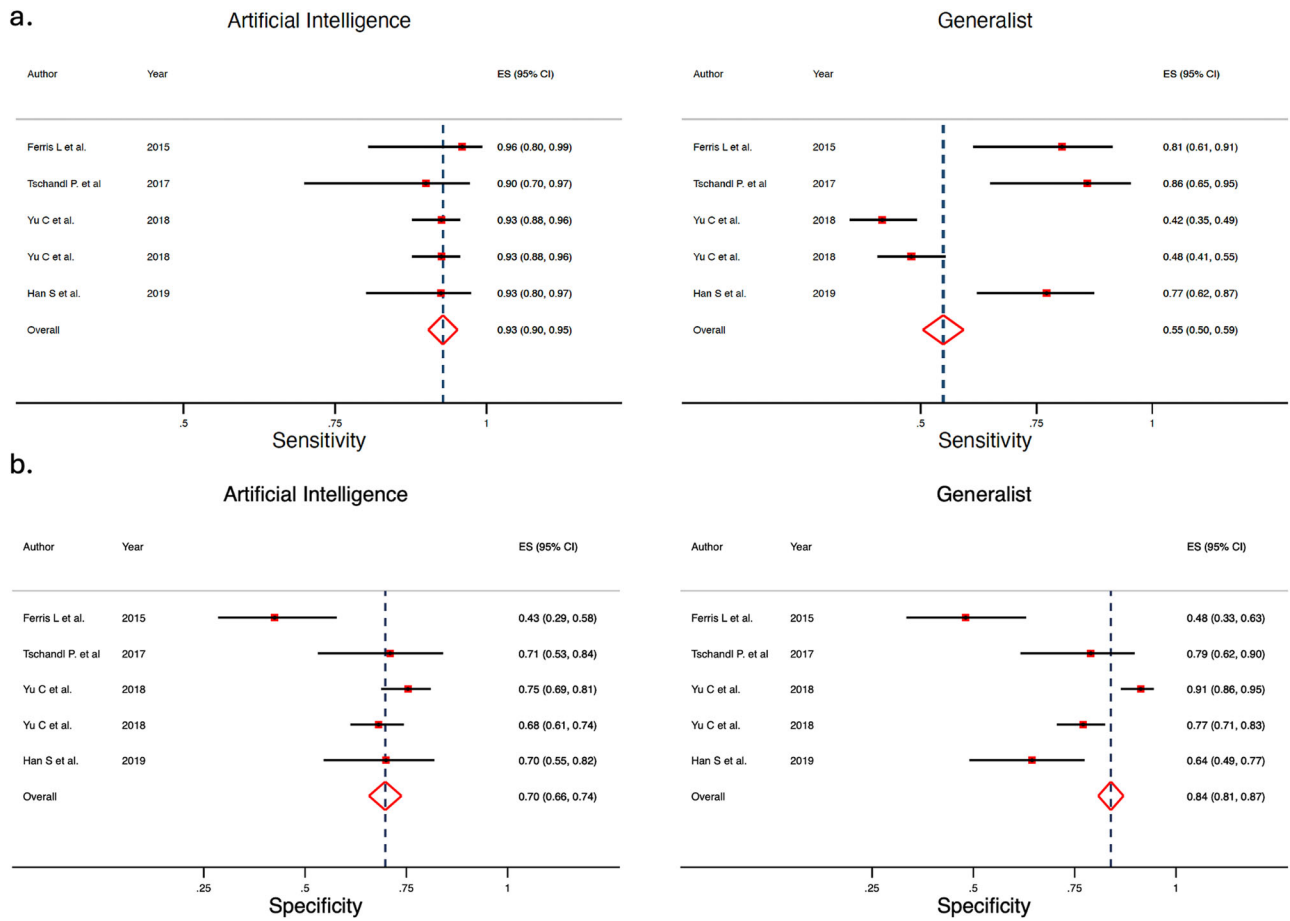 a.
Artificial Intelligence
Author Year ES (95% CI)
Ferris L et al. 2015 0.96 (0.80, 0.99)
Tschandl P. et al 2017 0.90 (0.70, 0.97)
Yu C et al. 2018 0.93 (0.88, 0.96)
Yu C et al. 2018 0.93 (0.88, 0.96)
Han S et al. 2019 0.93 (0.80, 0.97)
Overall 0.93 (0.90, 0.95)
.5 .75 1
Sensitivity
Generalist
Author Year ES (95% CI)
Ferris L et al. 2015 0.81 (0.61, 0.91)
Tschandl P. et al 2017 0.86 (0.65, 0.95)
Yu C et al. 2018 0.42 (0.35, 0.49)
Yu C et al. 2018 0.48 (0.41, 0.55)
Han S et al. 2019 0.77 (0.62, 0.87)
Overall 0.55 (0.50, 0.59)
.5 .75 1
Sensitivity
b.
Artificial Intelligence
Author Year ES (95% CI)
Ferris L et al. 2015 0.43 (0.29, 0.58)
Tschandl P. et al 2017 0.71 (0.53, 0.84)
Yu C et al. 2018 0.75 (0.69, 0.81)
Yu C et al. 2018 0.68 (0.61, 0.74)
Han S et al. 2019 0.70 (0.55, 0.82)
Overall 0.70 (0.66, 0.74)
.25 .5 .75 1
Specificity
Generalist
Author Year ES (95% CI)
Ferris L et al. 2015 0.48 (0.33, 0.63)
Tschandl P. et al 2017 0.79 (0.62, 0.90)
Yu C et al. 2018 0.91 (0.86, 0.95)
Yu C et al. 2018 0.77 (0.71, 0.83)
Han S et al. 2019 0.64 (0.49, 0.77)
Overall 0.84 (0.81, 0.87)
.25 .5 .75 1
Specificity